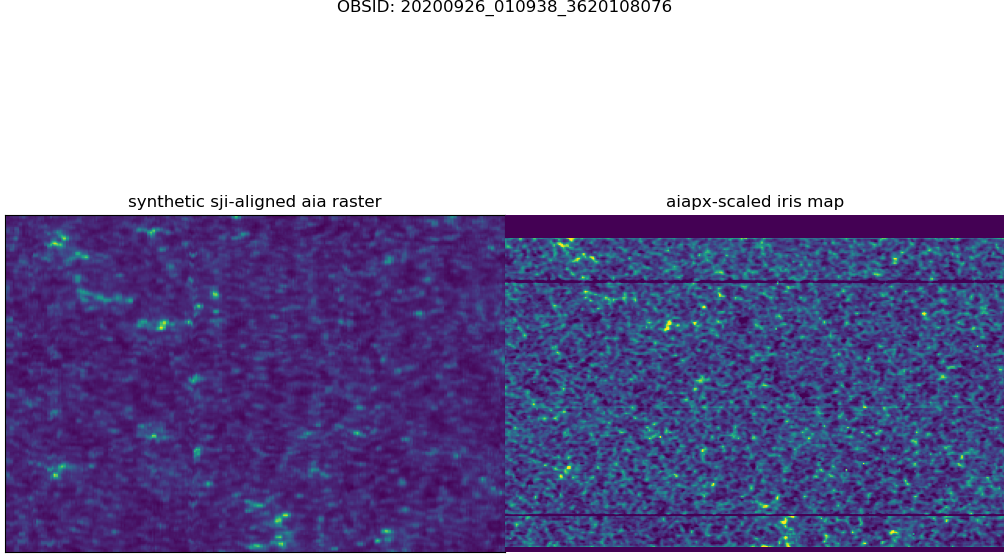 OBSID: 20200926_010938_3620108076
synthetic sji-aligned aia raster
aiapx-scaled iris map